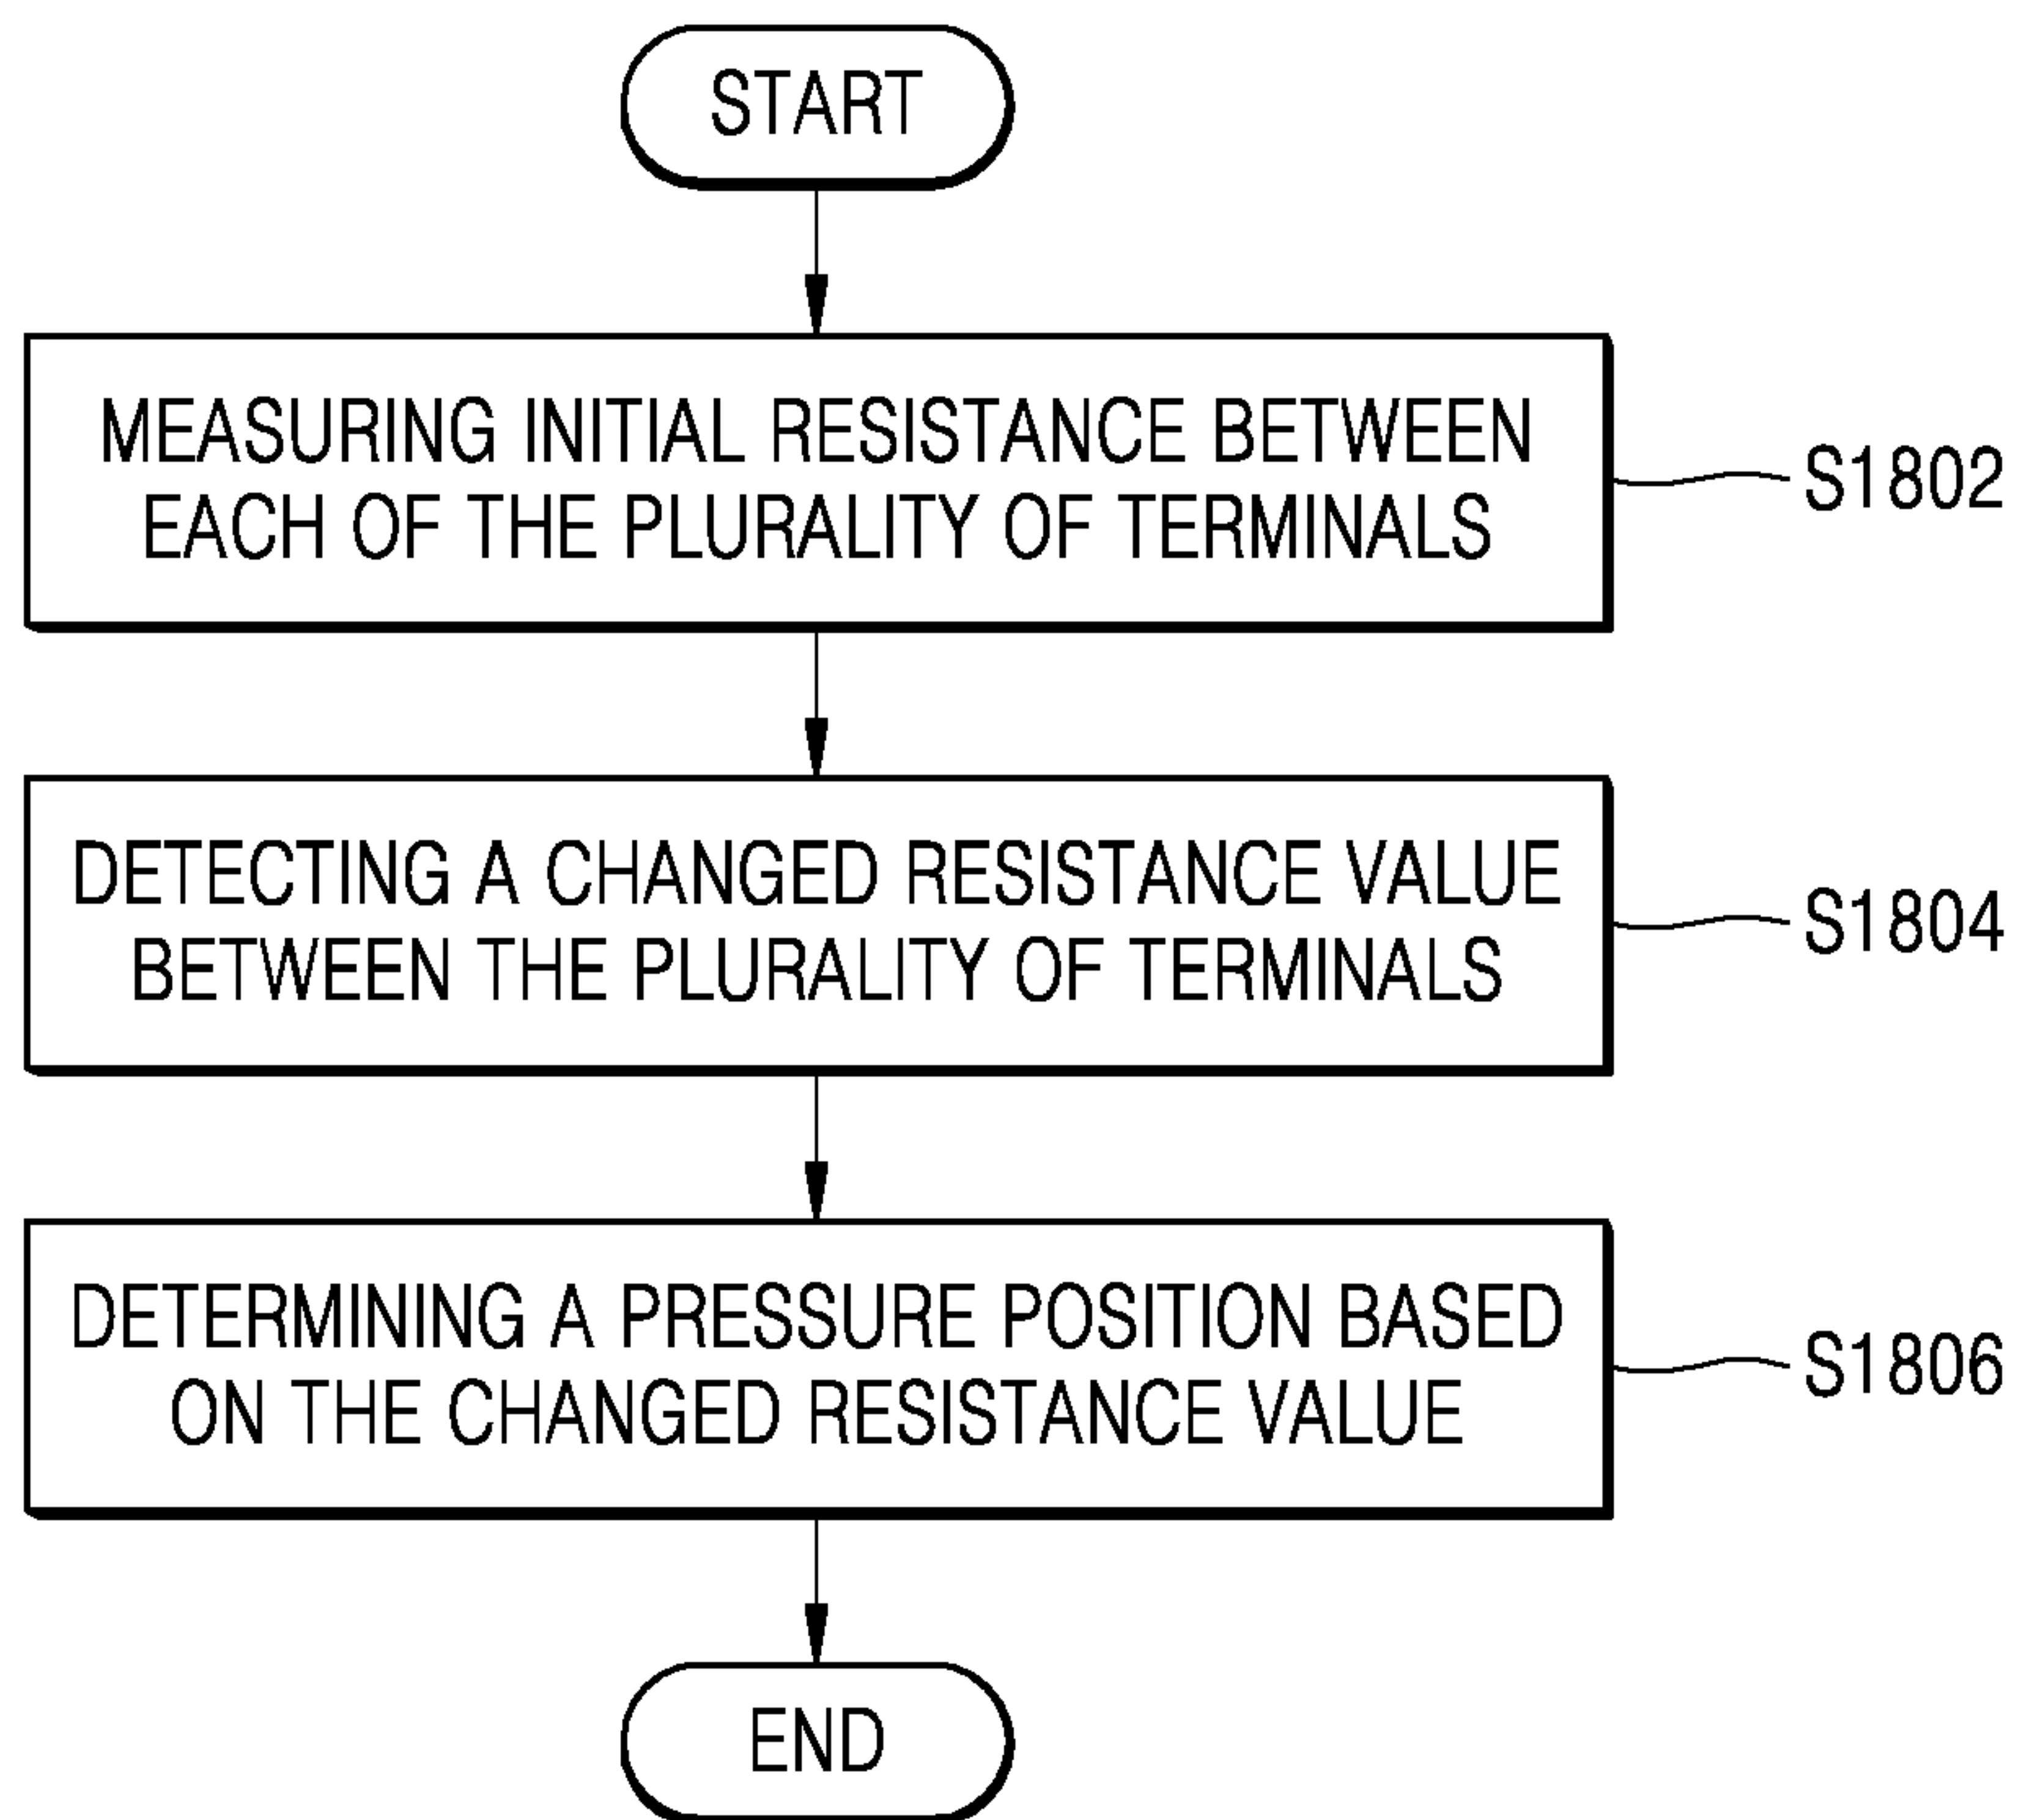 START
MEASURING INITIAL RESISTANCE BETWEEN
EACH OF THE PLURALITY OF TERMINALS
S1802
DETECTING A CHANGED RESISTANCE VALUE
BETWEEN THE PLURALITY OF TERMINALS
S1804
DETERMINING A PRESSURE POSITION BASED
ON THE CHANGED RESISTANCE VALUE
S1806
END